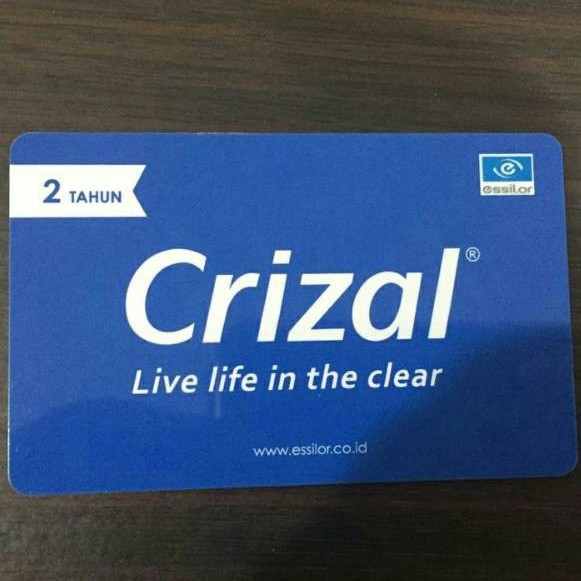 2 TAHUN
essilor
Crizal®
Live life in the clear
www.essilor.co.id